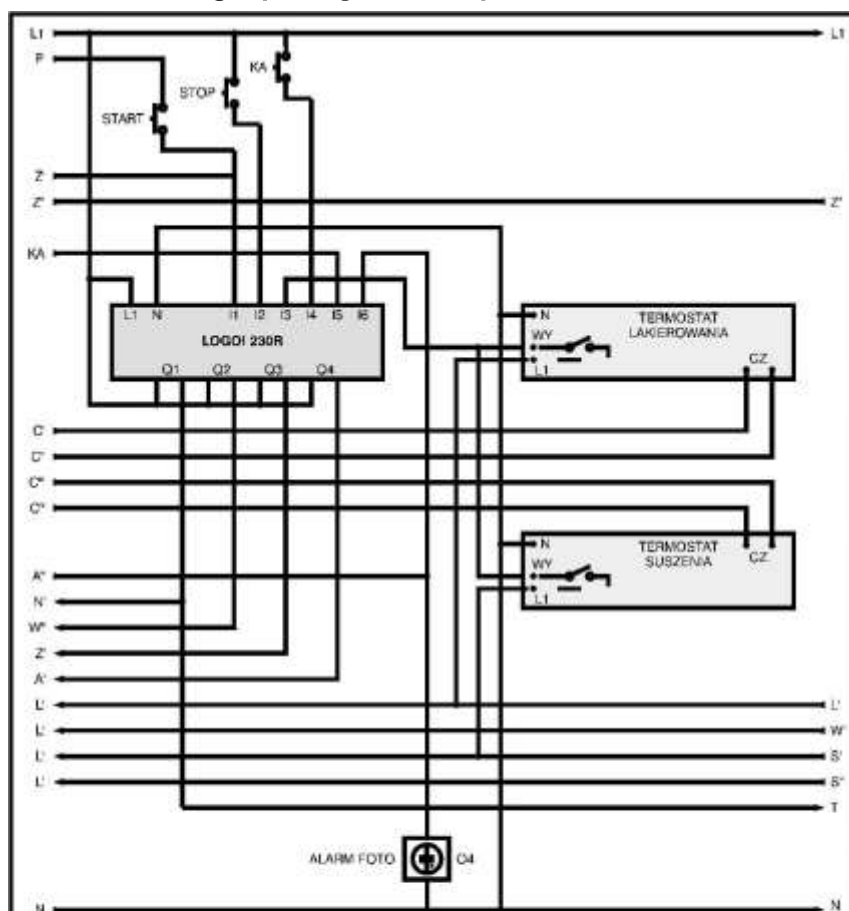 L1 L1
P
KA
STOP
START
Z'
Z" Z"
KA
L1 N I1 I2 I3 I4 I5 I6
LOGO! 230R
Q1 Q2 Q3 Q4
N
TERMOSTAT
LAKIEROWANIA
WY
L1
CZ
C'
C"
N
TERMOSTAT
SUSZENIA
WY
L1
CZ
A"
N'
W"
Z'
A'
L' L'
L' W'
L' S'
L' S"
T
ALARM FOTO O4
N N